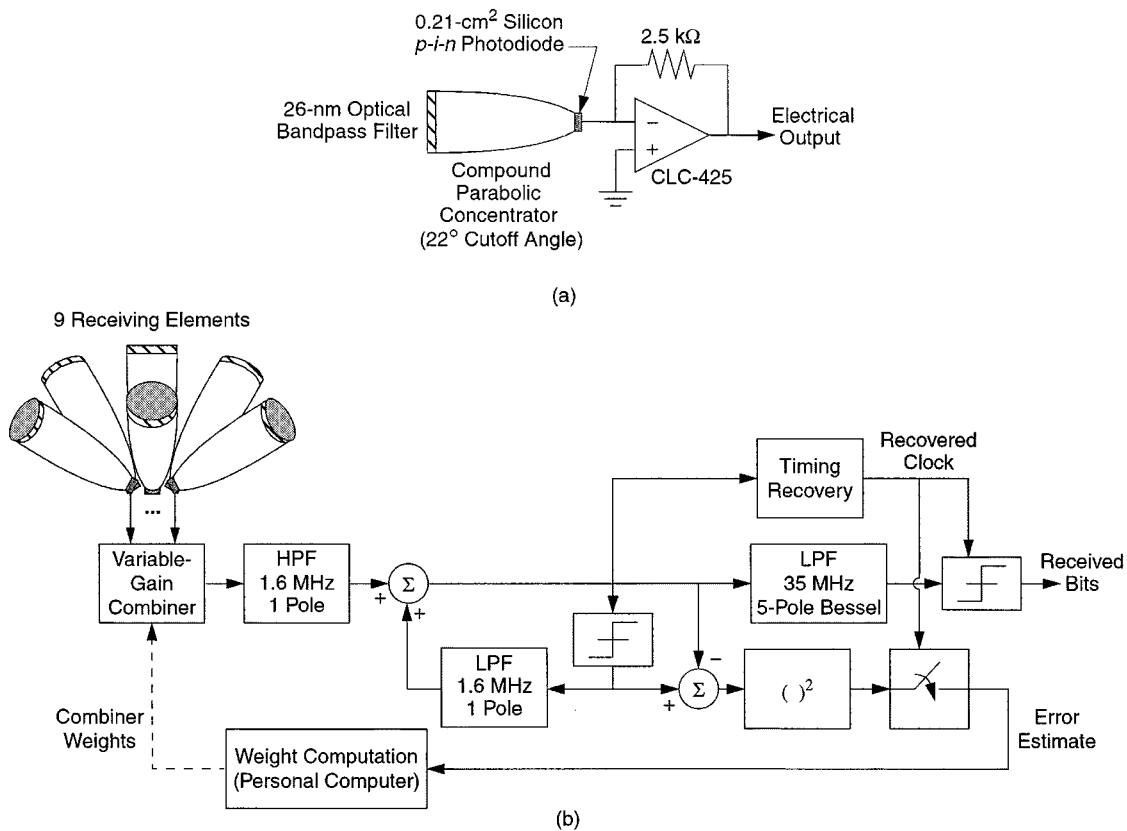 0.21-cm² Silicon
p-i-n Photodiode
2.5 kΩ
26-nm Optical
Bandpass Filter
−
+
Electrical
Output
CLC-425
Compound
Parabolic
Concentrator
(22° Cutoff Angle)
(a)
9 Receiving Elements
...
Recovered
Clock
Timing
Recovery
Variable-
Gain
Combiner
HPF
1.6 MHz
1 Pole
+
Σ
+
LPF
35 MHz
5-Pole Bessel
Received
Bits
LPF
1.6 MHz
1 Pole
−
+
Σ
( )²
Combiner
Weights
Error
Estimate
Weight Computation
(Personal Computer)
(b)